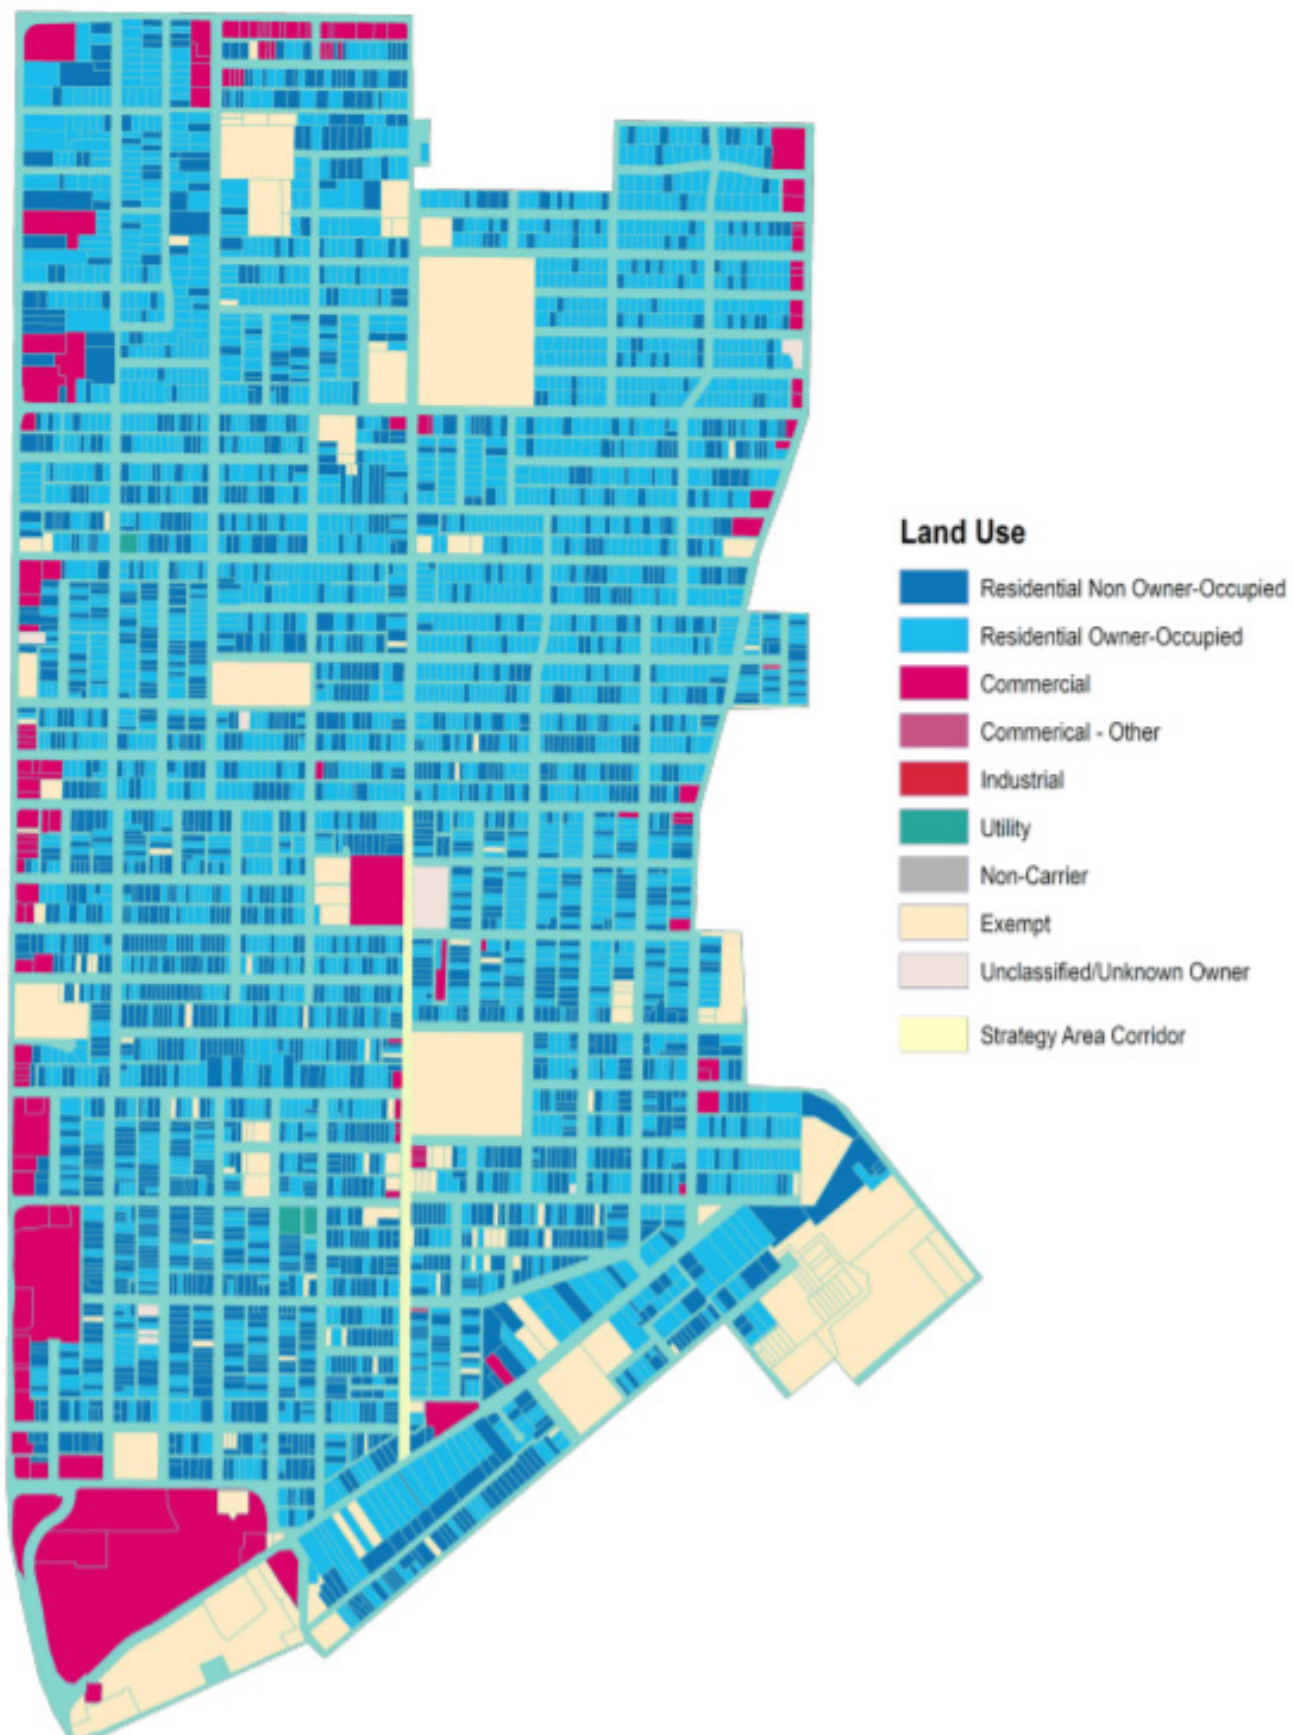 Land Use
Residential Non Owner-Occupied
Residential Owner-Occupied
Commercial
Commerical - Other
Industrial
Utility
Non-Carrier
Exempt
Unclassified/Unknown Owner
Strategy Area Corridor